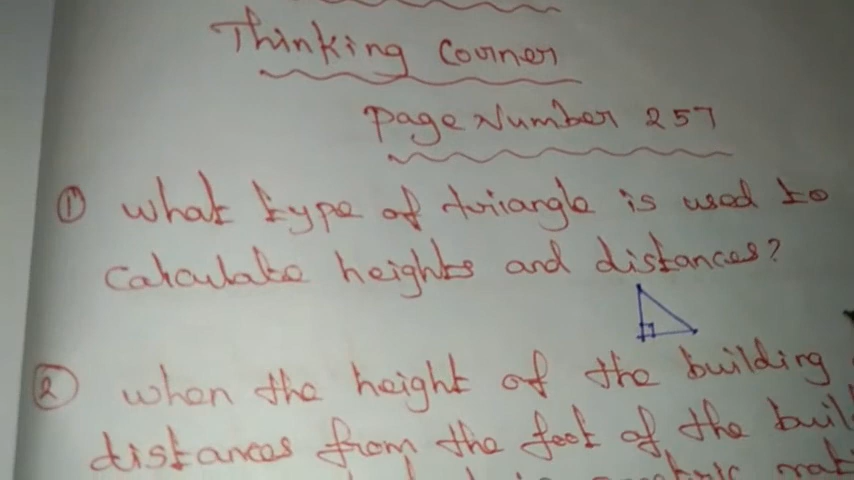 Thinking Corner
Page Number 257
① What type of triangle is used to
calculate heights and distances?
② when the height of the building
distances from the foot of the buil